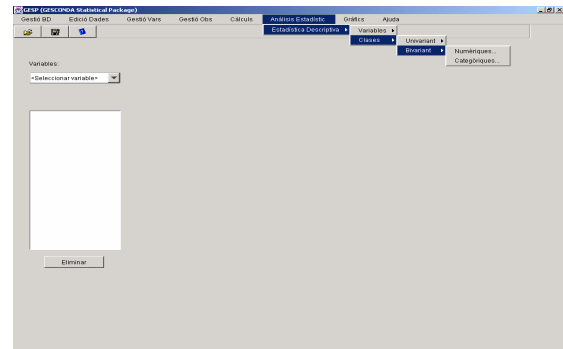 GESP (GESCONDA Statistical Package)
Gestió BD Edició Dades Gestió Vars Gestió Obs Càlculs Análisis Estadístic Gràfics Ajuda
Estadística Descriptiva Variables
Clases Univariant
Bivariant Numèriques...
Categòriques...
Variables:
<Seleccionar variable>
Eliminar